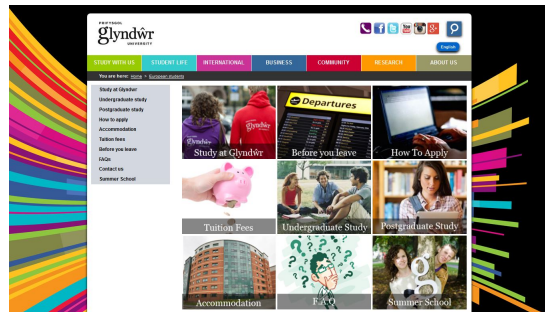 PRIFYSGOL
glyndŵr
UNIVERSITY
English
STUDY WITH US
STUDENT LIFE
INTERNATIONAL
BUSINESS
COMMUNITY
RESEARCH
ABOUT US
You are here: Home > European students
Study at Glyndwr
Undergraduate study
Postgraduate study
How to apply
Accommodation
Tuition fees
Before you leave
FAQs
Contact us
Summer School
Study at Glyndŵr
Departures
Before you leave
How To Apply
Tuition Fees
Undergraduate Study
Postgraduate Study
Accommodation
F.A.Q
Summer School